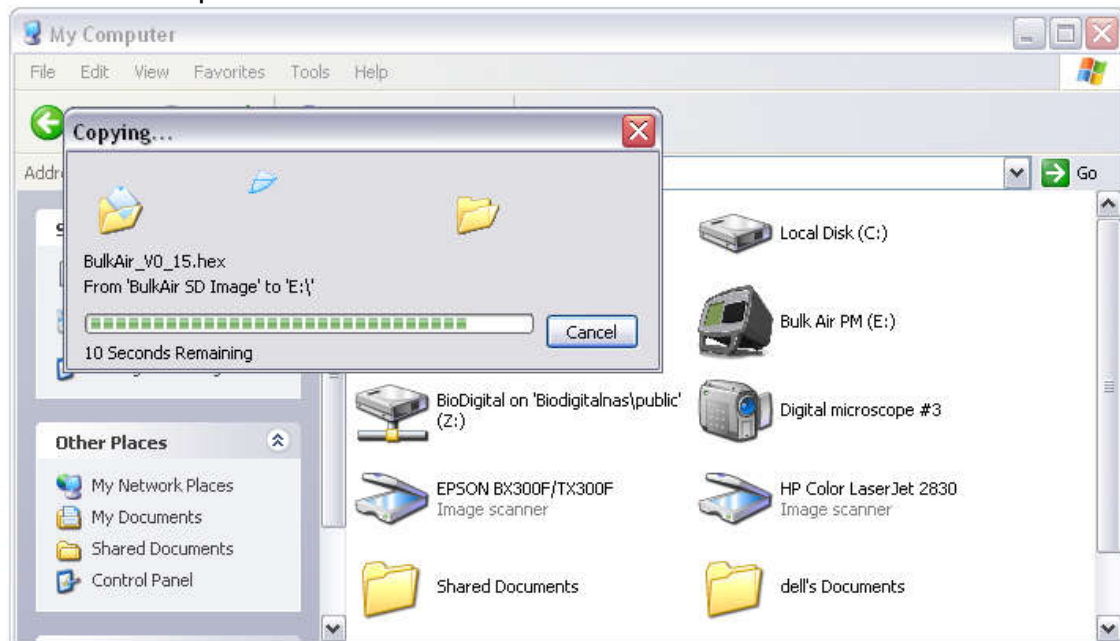 My Computer
File Edit View Favorites Tools Help
Copying...
Go
BulkAir_V0_15.hex
From 'BulkAir SD Image' to 'E:\'
Cancel
10 Seconds Remaining
Local Disk (C:)
Bulk Air PM (E:)
BioDigital on 'Biodigitalnas\public'
(Z:)
Digital microscope #3
EPSON BX300F/TX300F
Image scanner
HP Color LaserJet 2830
Image scanner
Shared Documents
dell's Documents
Other Places
My Network Places
My Documents
Shared Documents
Control Panel